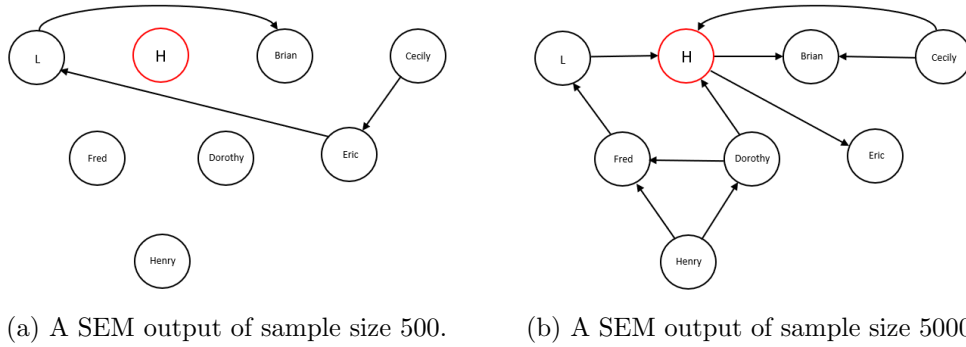 L
H
Brian
Cecily
Fred
Dorothy
Eric
Henry
(a) A SEM output of sample size 500.
L
H
Brian
Cecily
Fred
Dorothy
Eric
Henry
(b) A SEM output of sample size 5000